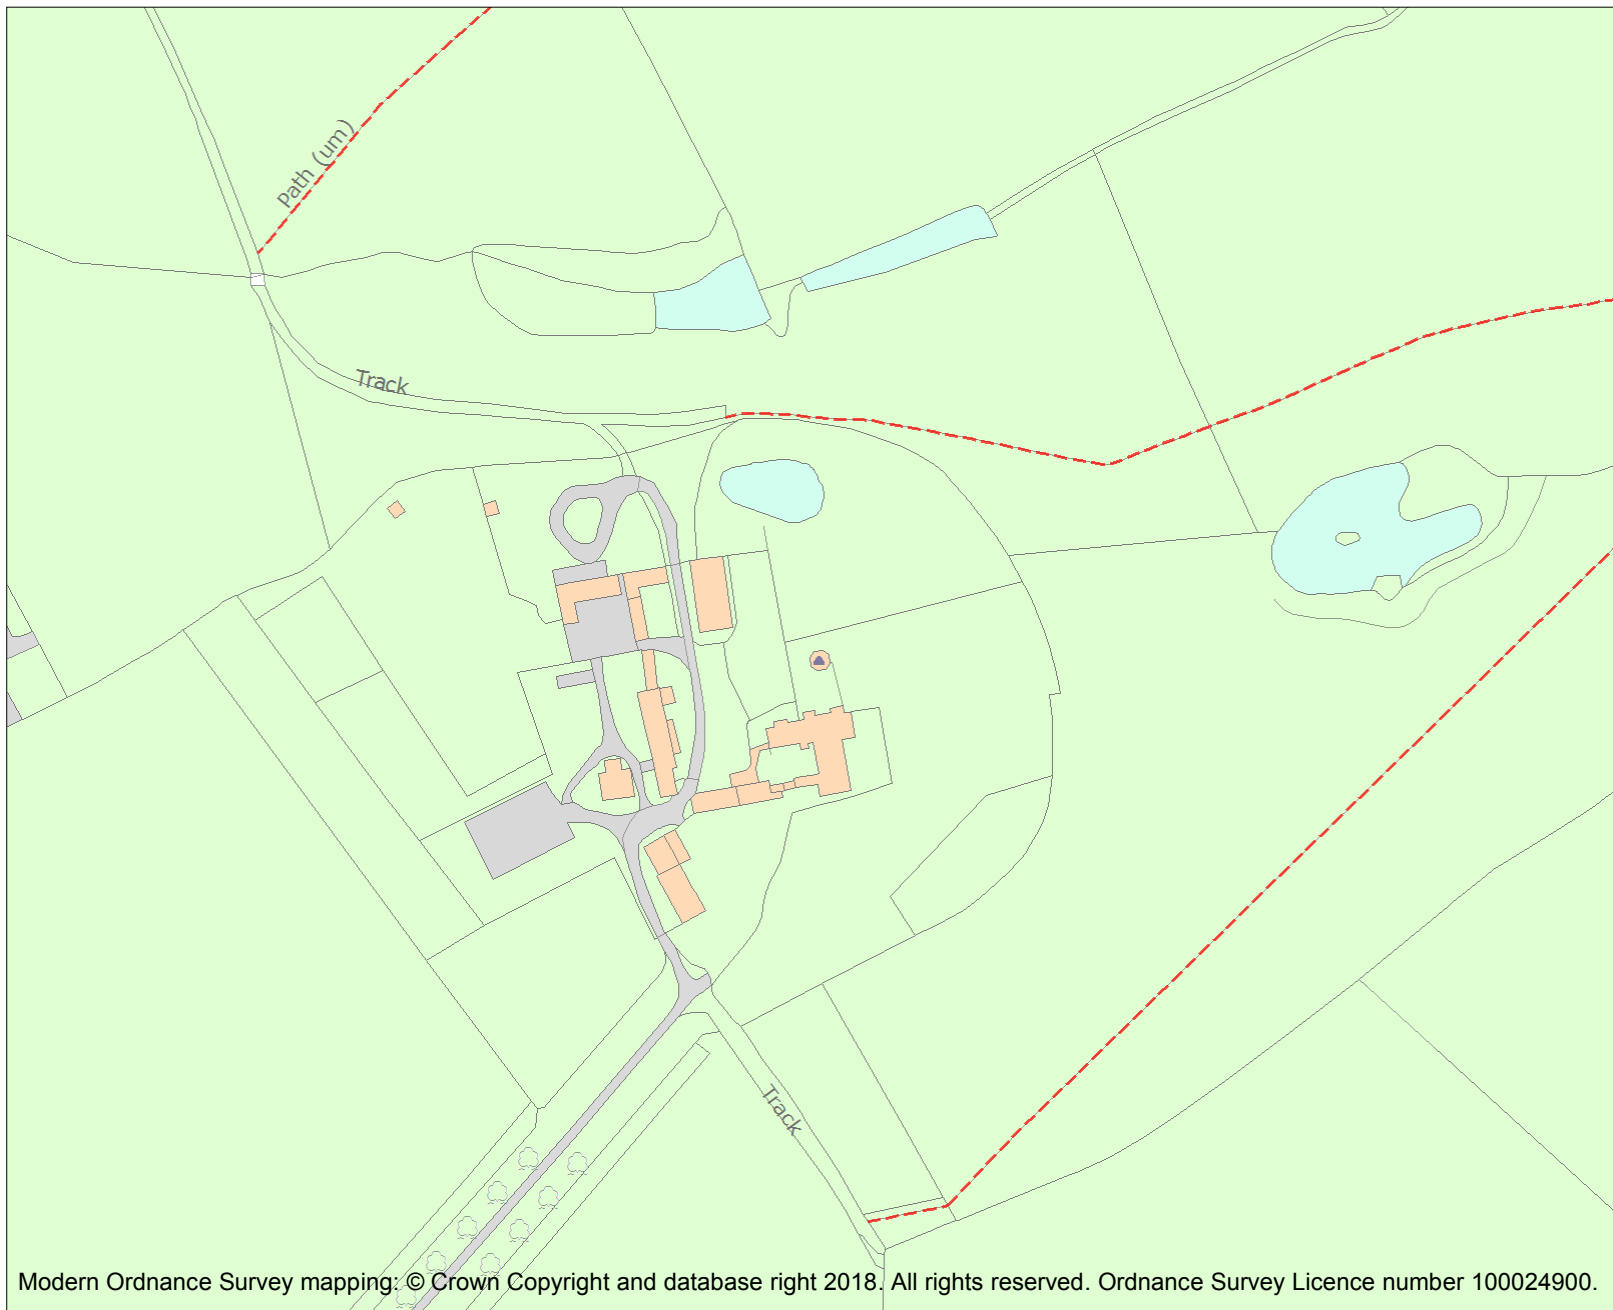 Path (um)
Track
Track
Modern Ordnance Survey mapping: © Crown Copyright and database right 2018. All rights reserved. Ordnance Survey Licence number 100024900.